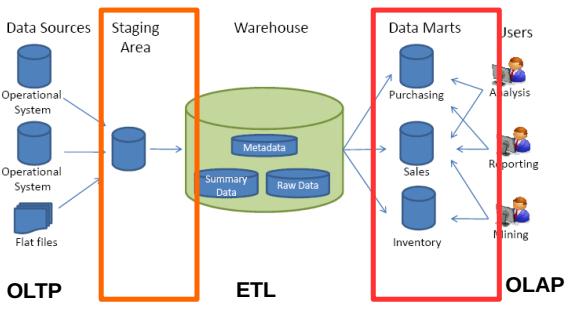 Data Sources
Staging
Area
Warehouse
Data Marts
Users
Operational
System
Operational
System
Flat files
Metadata
Summary
Data
Raw Data
Purchasing
Sales
Inventory
Analysis
Reporting
Mining
OLTP
ETL
OLAP